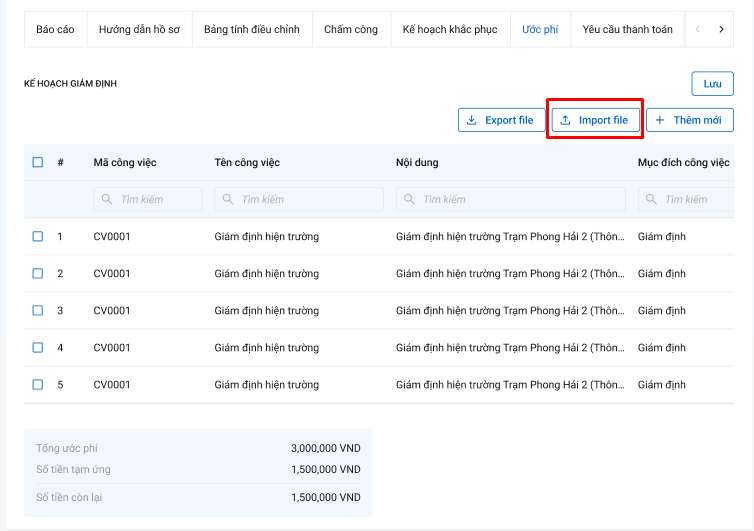 Báo cáo Hướng dẫn hồ sơ Bảng tính điều chỉnh Chấm công Kế hoạch khắc phục Ước phí Yêu cầu thanh toán
KẾ HOẠCH GIÁM ĐỊNH Lưu
Export file Import file Thêm mới
# Mã công việc Tên công việc Nội dung Mục đích công việc
Tìm kiếm Tìm kiếm Tìm kiếm Tìm kiếm
1 CV0001 Giám định hiện trường Giám định hiện trường Trạm Phong Hải 2 (Thôn... Giám định
2 CV0001 Giám định hiện trường Giám định hiện trường Trạm Phong Hải 2 (Thôn... Giám định
3 CV0001 Giám định hiện trường Giám định hiện trường Trạm Phong Hải 2 (Thôn... Giám định
4 CV0001 Giám định hiện trường Giám định hiện trường Trạm Phong Hải 2 (Thôn... Giám định
5 CV0001 Giám định hiện trường Giám định hiện trường Trạm Phong Hải 2 (Thôn... Giám định
Tổng ước phí 3,000,000 VND
Số tiền tạm ứng 1,500,000 VND
Số tiền còn lại 1,500,000 VND